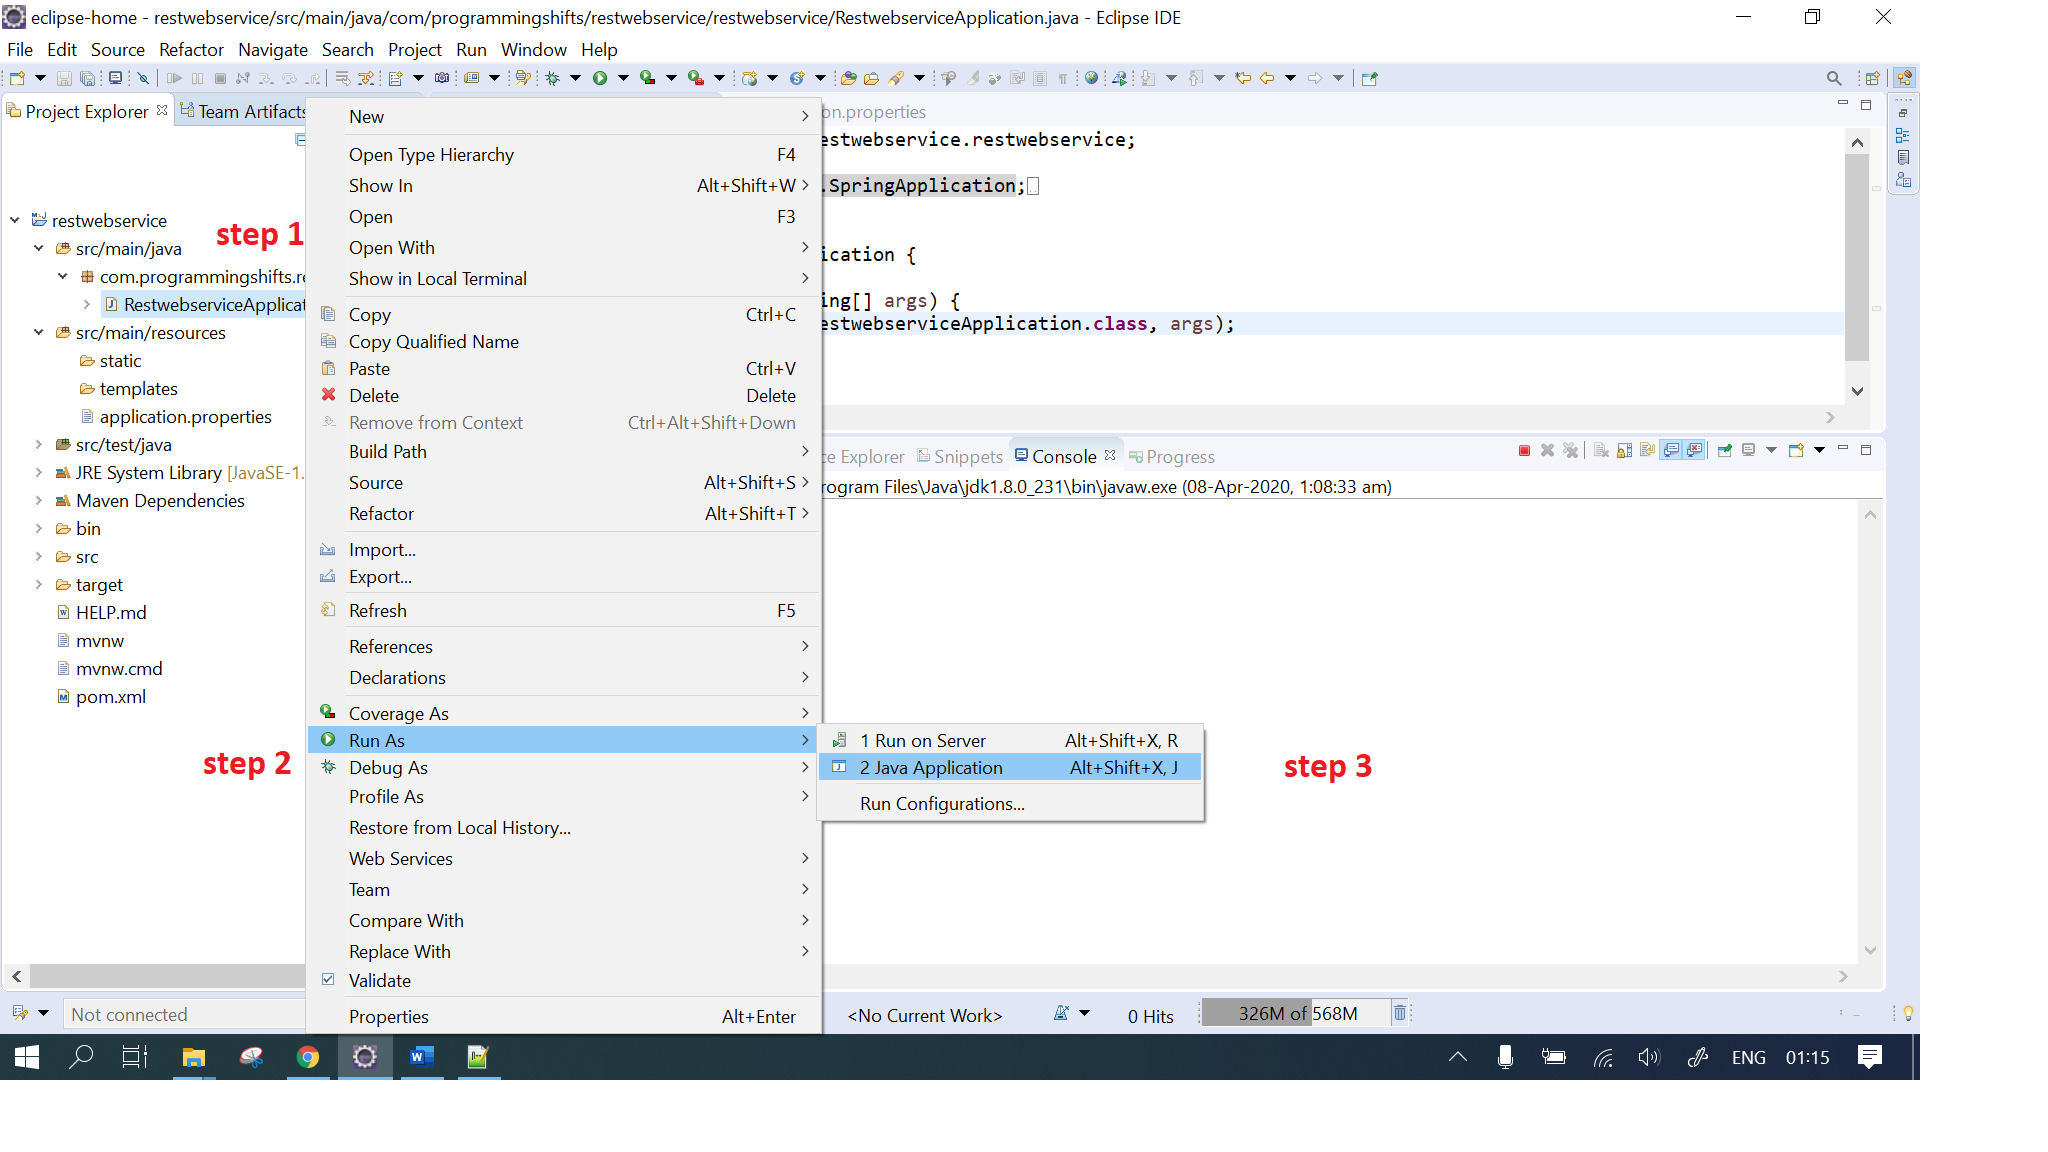 eclipse-home - restwebservice/src/main/java/com/programmingshifts/restwebservice/restwebservice/RestwebserviceApplication.java - Eclipse IDE
File Edit Source Refactor Navigate Search Project Run Window Help
Project Explorer Team Artifacts
on.properties
restwebservice
src/main/java
com.programmingshifts.re
RestwebserviceApplicat
src/main/resources
static
templates
application.properties
src/test/java
JRE System Library [JavaSE-1.
Maven Dependencies
bin
src
target
HELP.md
mvnw
mvnw.cmd
pom.xml
step 1
step 2
New
Open Type Hierarchy F4
Show In Alt+Shift+W
Open F3
Open With
Show in Local Terminal
Copy Ctrl+C
Copy Qualified Name
Paste Ctrl+V
Delete Delete
Remove from Context Ctrl+Alt+Shift+Down
Build Path
Source Alt+Shift+S
Refactor Alt+Shift+T
Import...
Export...
Refresh F5
References
Declarations
Coverage As
Run As
Debug As
Profile As
Restore from Local History...
Web Services
Team
Compare With
Replace With
Validate
Properties Alt+Enter
1 Run on Server Alt+Shift+X, R
2 Java Application Alt+Shift+X, J
Run Configurations...
step 3
estwebservice.restwebservice;
.SpringApplication;
ication {
ing[] args) {
estwebserviceApplication.class, args);
ce Explorer Snippets Console Progress
rogram Files\Java\jdk1.8.0_231\bin\javaw.exe (08-Apr-2020, 1:08:33 am)
Not connected
<No Current Work>
0 Hits
326M of 568M
ENG 01:15